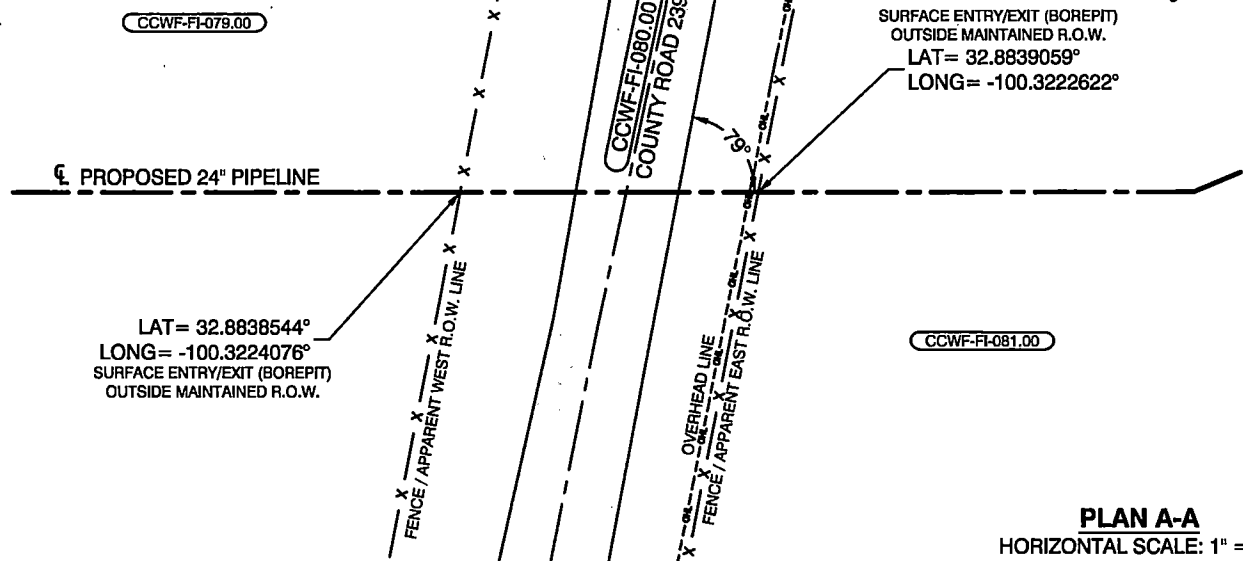 CCWF-FI-079.00
CCWF-FI-080.00
COUNTY ROAD 239
SURFACE ENTRY/EXIT (BOREPIT)
OUTSIDE MAINTAINED R.O.W.
LAT= 32.8839059°
LONG= -100.3222622°
79°
℄ PROPOSED 24" PIPELINE
LAT= 32.8838544°
LONG= -100.3224076°
SURFACE ENTRY/EXIT (BOREPIT)
OUTSIDE MAINTAINED R.O.W.
FENCE / APPARENT WEST R.O.W. LINE
OVERHEAD LINE
FENCE / APPARENT EAST R.O.W. LINE
CCWF-FI-081.00
PLAN A-A
HORIZONTAL SCALE: 1" =